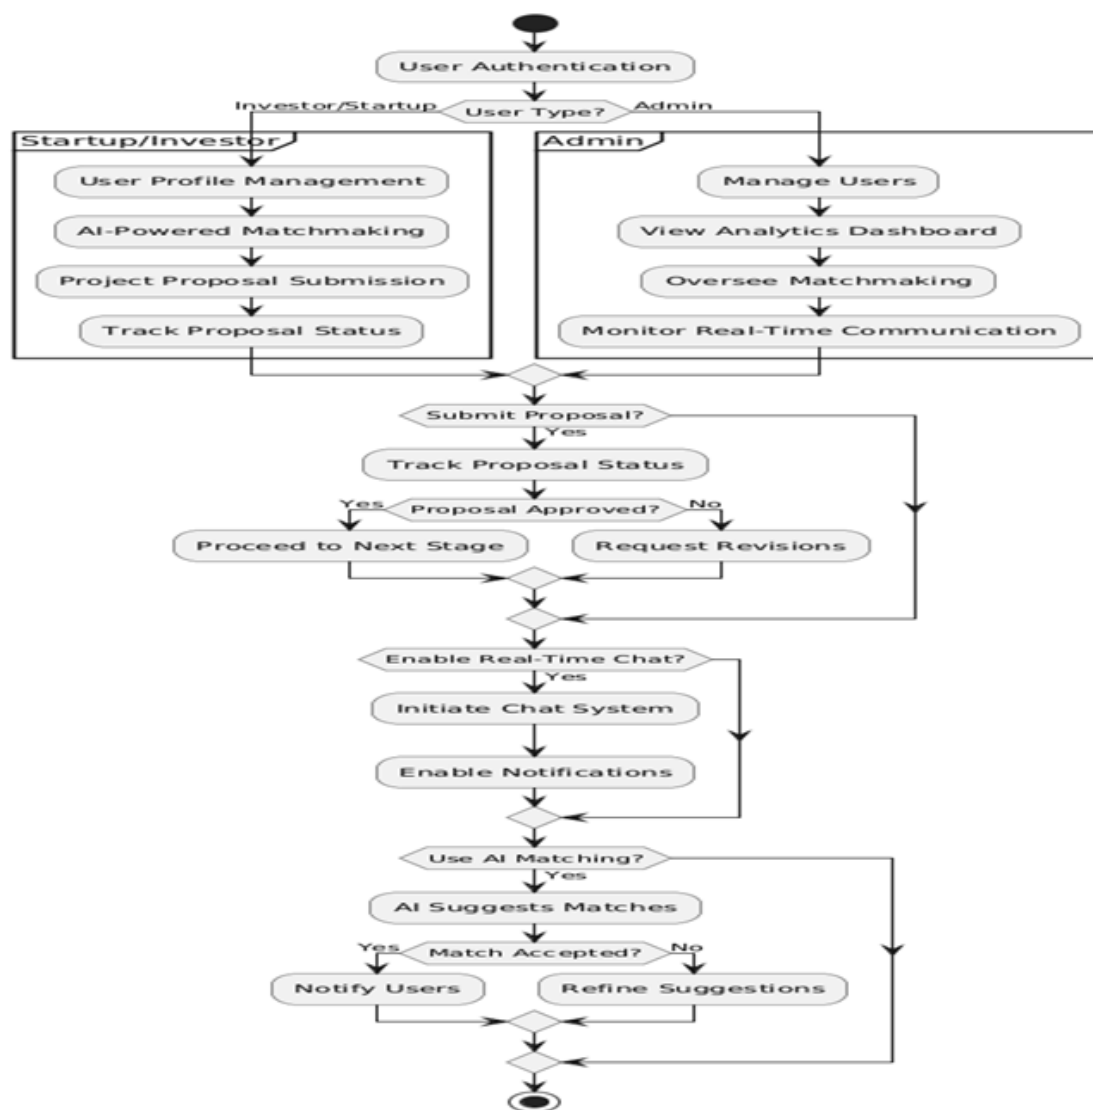 User Authentication
Investor/Startup
User Type?
Admin
Startup/Investor
User Profile Management
AI-Powered Matchmaking
Project Proposal Submission
Track Proposal Status
Admin
Manage Users
View Analytics Dashboard
Oversee Matchmaking
Monitor Real-Time Communication
Submit Proposal?
Yes
Track Proposal Status
Yes
Proposal Approved?
No
Proceed to Next Stage
Request Revisions
Enable Real-Time Chat?
Yes
Initiate Chat System
Enable Notifications
Use AI Matching?
Yes
AI Suggests Matches
Yes
Match Accepted?
No
Notify Users
Refine Suggestions